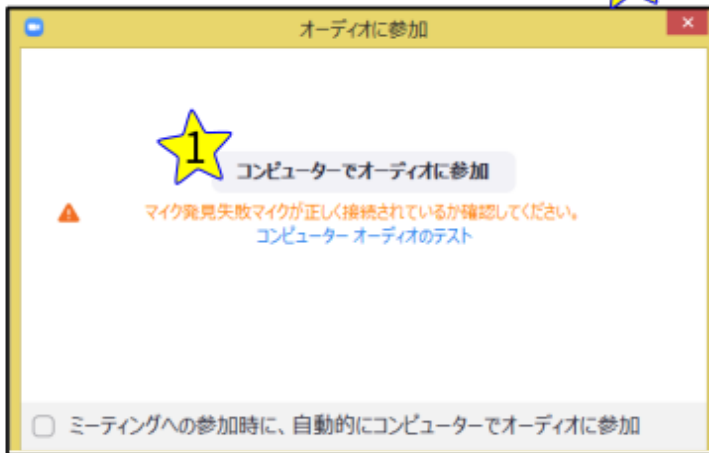 オーディオに参加
1
コンピューターでオーディオに参加
マイク発見失敗マイクが正しく接続されているか確認してください。
コンピューター オーディオのテスト
ミーティングへの参加時に、自動的にコンピューターでオーディオに参加